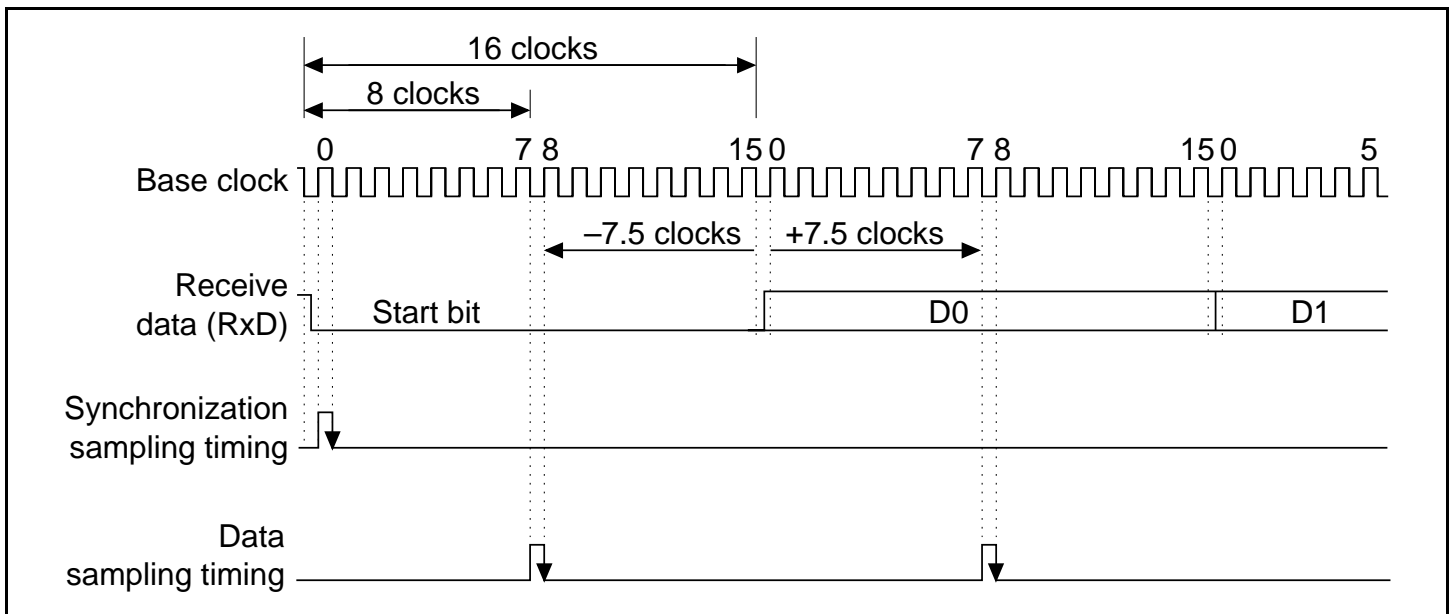 16 clocks
8 clocks
0 7 8 15 0 7 8 15 0 5
Base clock
–7.5 clocks +7.5 clocks
Receive
data (RxD)
Start bit D0 D1
Synchronization
sampling timing
Data
sampling timing